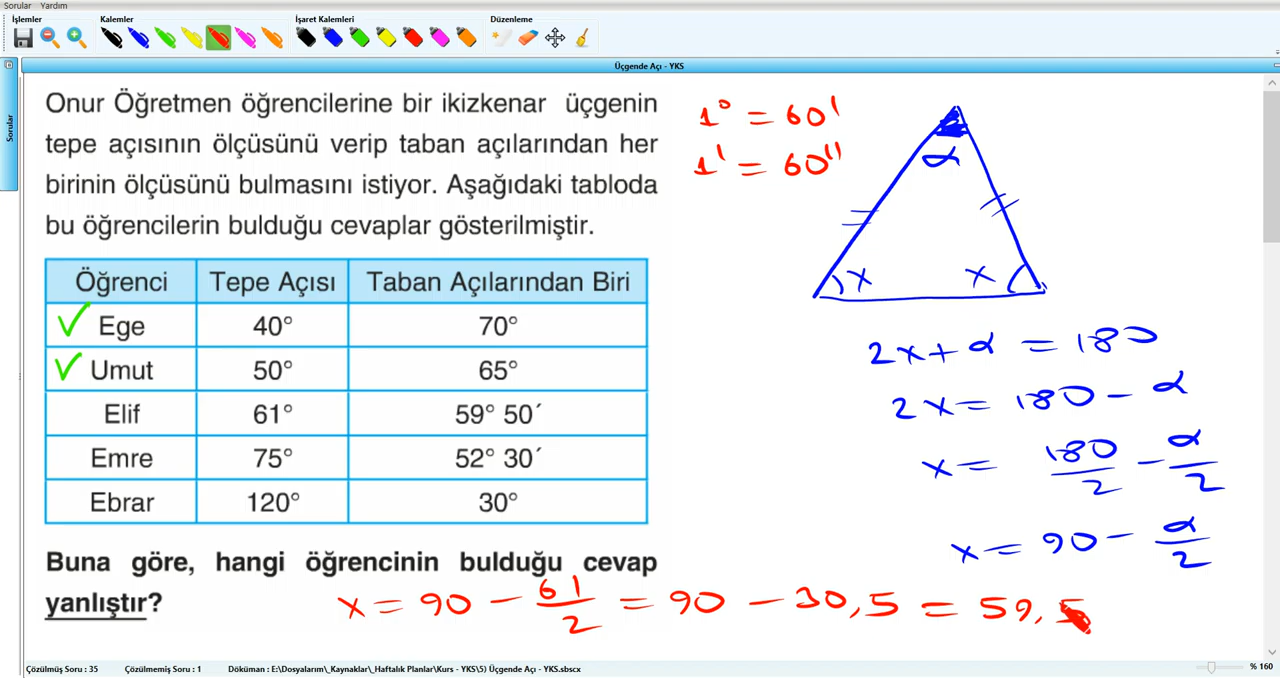 Sorular Yardım
İşlemler Kalemler İşaret Kalemleri Düzenleme
Üçgende Açı - YKS
Sorular
Onur Öğretmen öğrencilerine bir ikizkenar üçgenin
tepe açısının ölçüsünü verip taban açılarından her
birinin ölçüsünü bulmasını istiyor. Aşağıdaki tabloda
bu öğrencilerin bulduğu cevaplar gösterilmiştir.
Öğrenci Tepe Açısı Taban Açılarından Biri
Ege 40° 70°
Umut 50° 65°
Elif 61° 59° 50´
Emre 75° 52° 30´
Ebrar 120° 30°
Buna göre, hangi öğrencinin bulduğu cevap
yanlıştır?
1° = 60'
1' = 60''
α
x x
2x + α = 180
2x = 180 - α
x = 180/2 - α/2
x = 90 - α/2
x = 90 - 61/2 = 90 - 30,5 = 59,5
Çözülmüş Soru : 35 Çözülmemiş Soru : 1 Döküman : E:\Dosyalarım\_Kaynaklar\_Haftalık Planlar\Kurs - YKS\5) Üçgende Açı - YKS.sbscx % 160